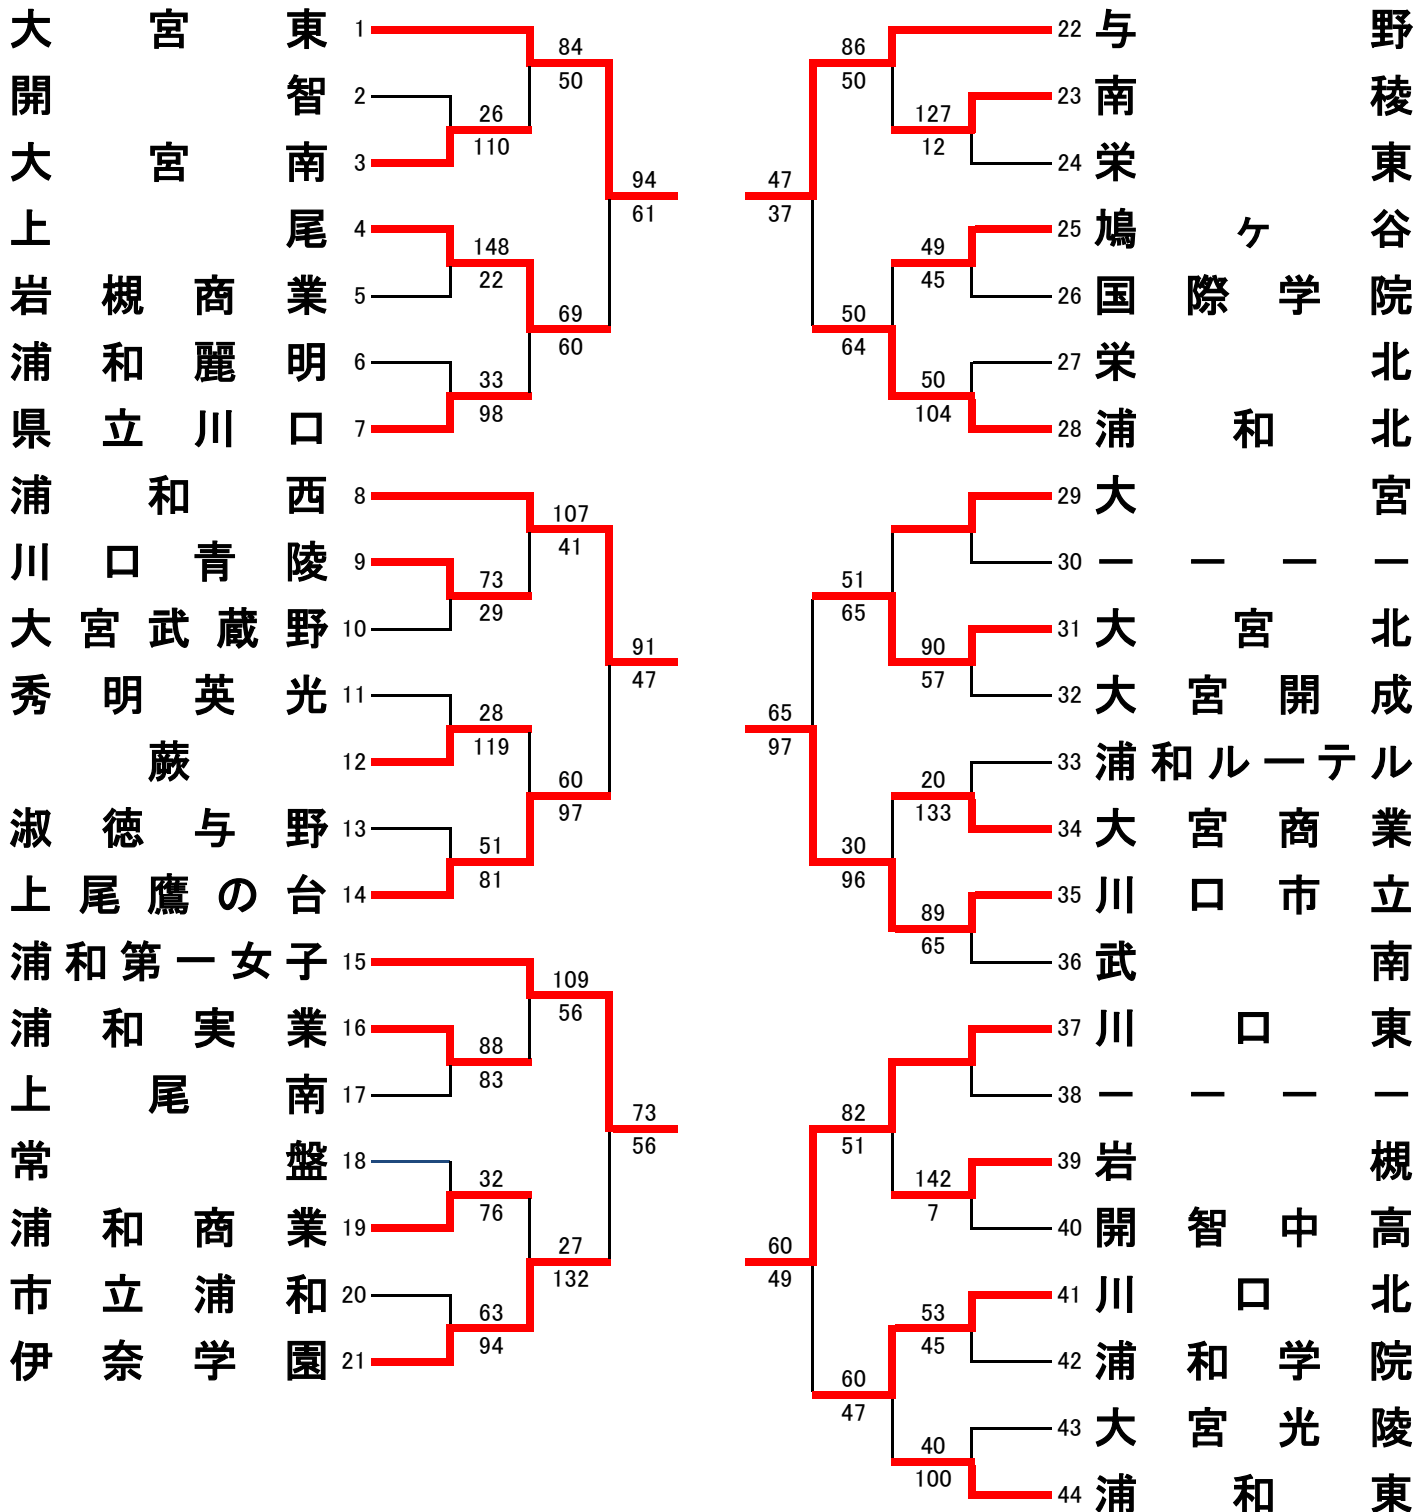 大宮東 1
開智 2
大宮南 3
上尾 4
岩槻商業 5
浦和麗明 6
県立川口 7
浦和西 8
川口青陵 9
大宮武蔵野 10
秀明英光 11
蕨 12
淑徳与野 13
上尾鷹の台 14
浦和第一女子 15
浦和実業 16
上尾南 17
常盤 18
浦和商業 19
市立浦和 20
伊奈学園 21
26
110
148
22
33
98
73
29
28
119
51
81
88
83
32
76
63
94
84
50
69
60
107
41
60
97
109
56
27
132
94
61
91
47
73
56
47
37
65
97
60
49
86
50
50
64
51
65
30
96
82
51
60
47
127
12
49
45
50
104
90
57
20
133
89
65
142
7
53
45
40
100
22 与野
23 南稜
24 栄東
25 鳩ヶ谷
26 国際学院
27 栄北
28 浦和北
29 大宮
30 ーーーー
31 大宮北
32 大宮開成
33 浦和ルーテル
34 大宮商業
35 川口市立
36 武南
37 川口東
38 ーーーー
39 岩槻
40 開智中高
41 川口北
42 浦和学院
43 大宮光陵
44 浦和東